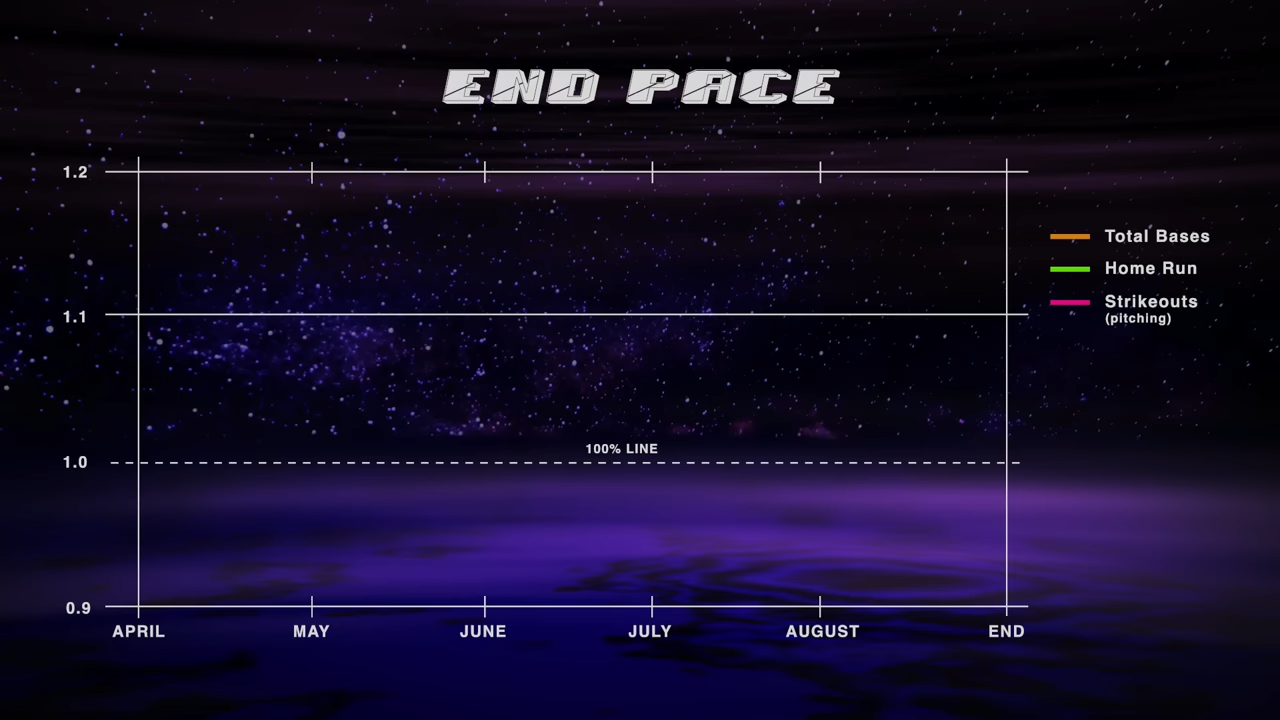 END PACE
1.2
1.1
1.0
0.9
100% LINE
APRIL MAY JUNE JULY AUGUST END
Total Bases
Home Run
Strikeouts
(pitching)